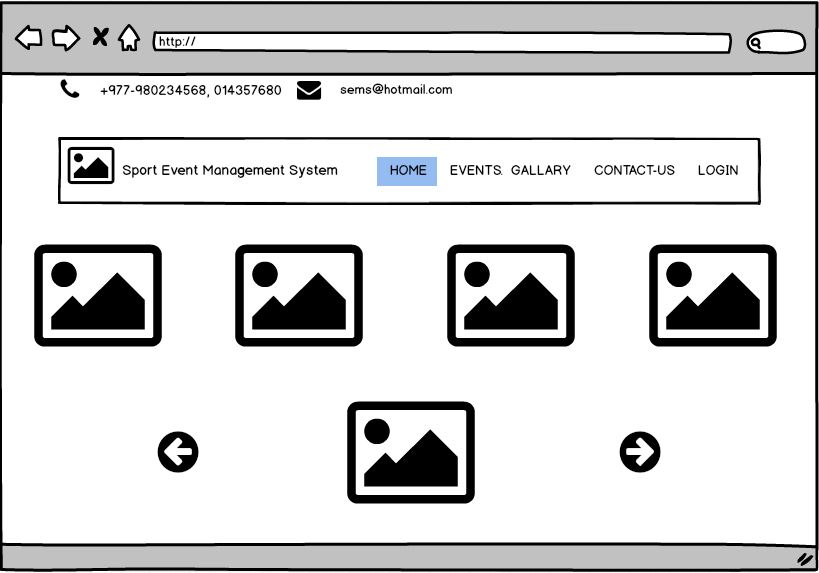 http://
+977-980234568, 014357680 sems@hotmail.com
Sport Event Management System HOME EVENTS. GALLARY CONTACT-US LOGIN